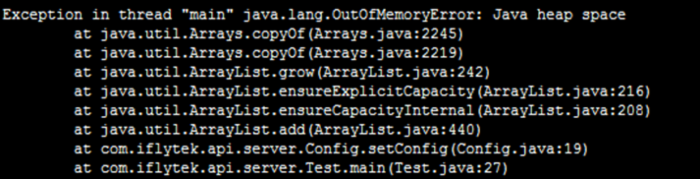 Exception in thread "main" java.lang.OutOfMemoryError: Java heap space
at java.util.Arrays.copyOf(Arrays.java:2245)
at java.util.Arrays.copyOf(Arrays.java:2219)
at java.util.ArrayList.grow(ArrayList.java:242)
at java.util.ArrayList.ensureExplicitCapacity(ArrayList.java:216)
at java.util.ArrayList.ensureCapacityInternal(ArrayList.java:208)
at java.util.ArrayList.add(ArrayList.java:440)
at com.iflytek.api.server.Config.setConfig(Config.java:19)
at com.iflytek.api.server.Test.main(Test.java:27)